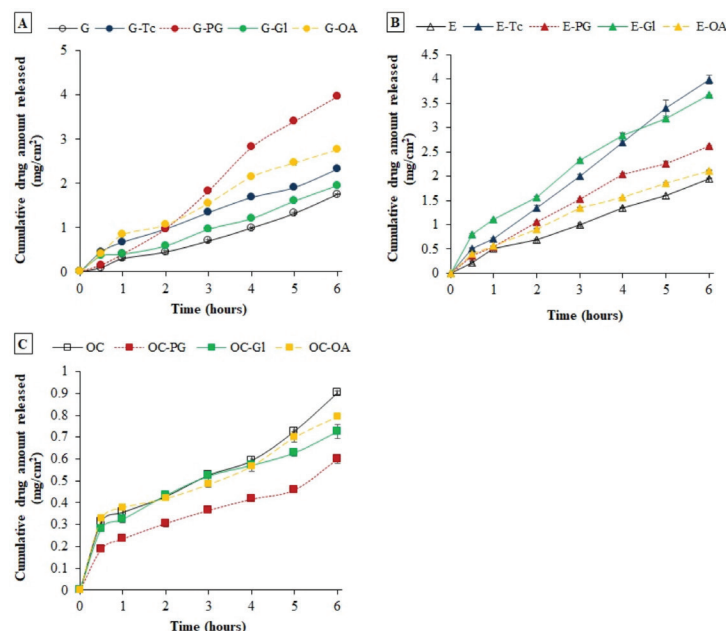 A
G G-Tc G-PG G-Gl G-OA
Cumulative drug amount released
(mg/cm²)
5
4
3
2
1
0
0 1 2 3 4 5 6
Time (hours)
B
E E-Tc E-PG E-Gl E-OA
Cumulative drug amount released
(mg/cm²)
4.5
4
3.5
3
2.5
2
1.5
1
0.5
0
0 1 2 3 4 5 6
Time (hours)
C
OC OC-PG OC-Gl OC-OA
Cumulative drug amount released
(mg/cm²)
1
0.9
0.8
0.7
0.6
0.5
0.4
0.3
0.2
0.1
0
0 1 2 3 4 5 6
Time (hours)